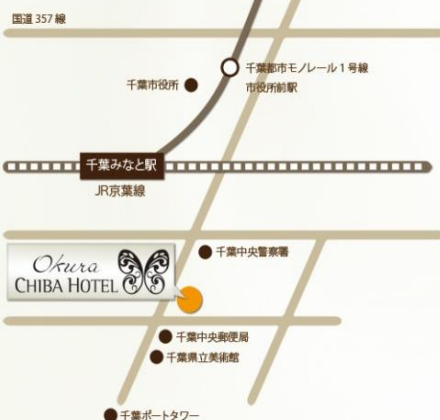 国道 357 線
千葉都市モノレール 1 号線
市役所前駅
千葉市役所
千葉みなと駅
JR京葉線
千葉中央警察署
Okura
CHIBA HOTEL
千葉中央郵便局
千葉県立美術館
千葉ポートタワー